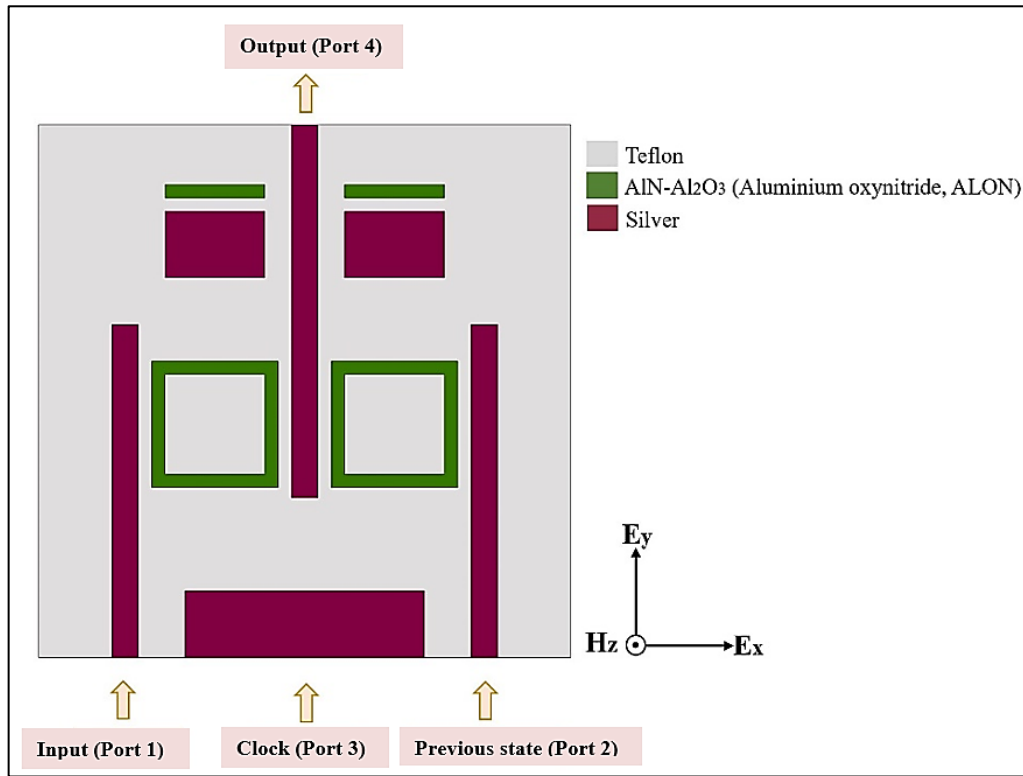 Output (Port 4)
Teflon
AlN-Al₂O₃ (Aluminium oxynitride, ALON)
Silver
Ey
Hz
Ex
Input (Port 1)
Clock (Port 3)
Previous state (Port 2)